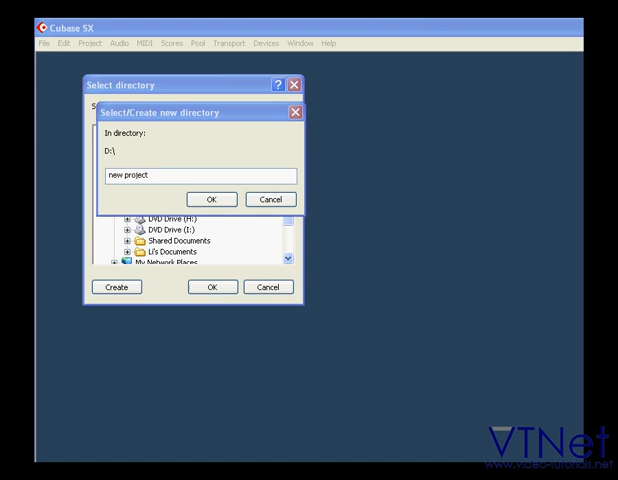 Cubase SX
File Edit Project Audio MIDI Scores Pool Transport Devices Window Help
Select directory
Select/Create new directory
In directory:
D:\
new project
OK Cancel
DVD Drive (H:)
DVD Drive (I:)
Shared Documents
Li's Documents
My Network Places
Create OK Cancel
VTNet
www.video-tutorials.net